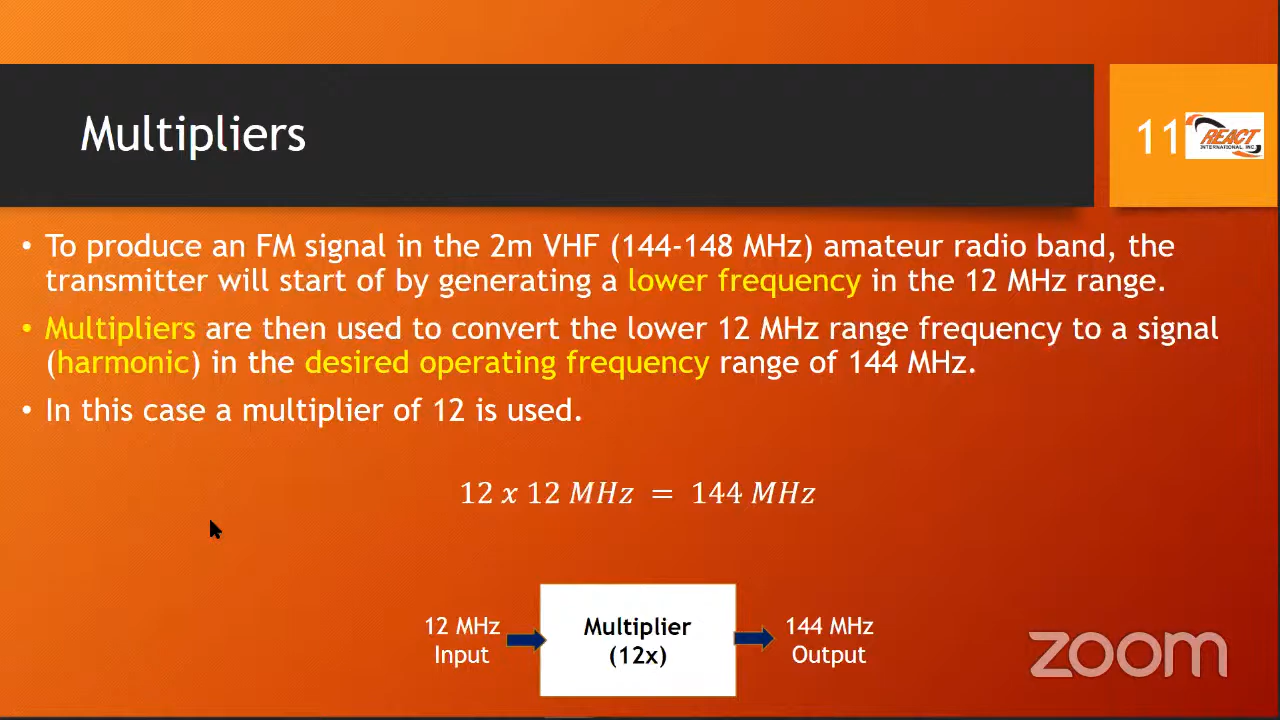 Multipliers
11
REACT
INTERNATIONAL, INC.
• To produce an FM signal in the 2m VHF (144-148 MHz) amateur radio band, the
transmitter will start of by generating a lower frequency in the 12 MHz range.
• Multipliers are then used to convert the lower 12 MHz range frequency to a signal
(harmonic) in the desired operating frequency range of 144 MHz.
• In this case a multiplier of 12 is used.
12 x 12 MHz = 144 MHz
12 MHz
Input
Multiplier
(12x)
144 MHz
Output
zoom